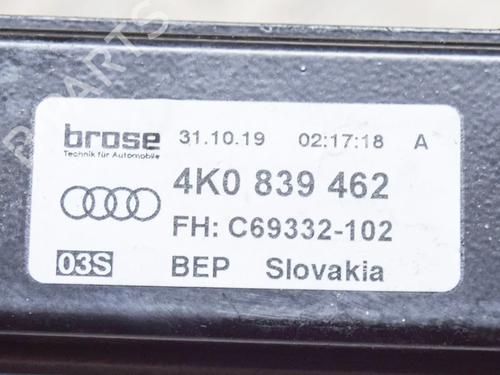 brose 31.10.19 02:17:18 A
Technik für Automobile
4K0 839 462
FH: C69332-102
03S BEP Slovakia